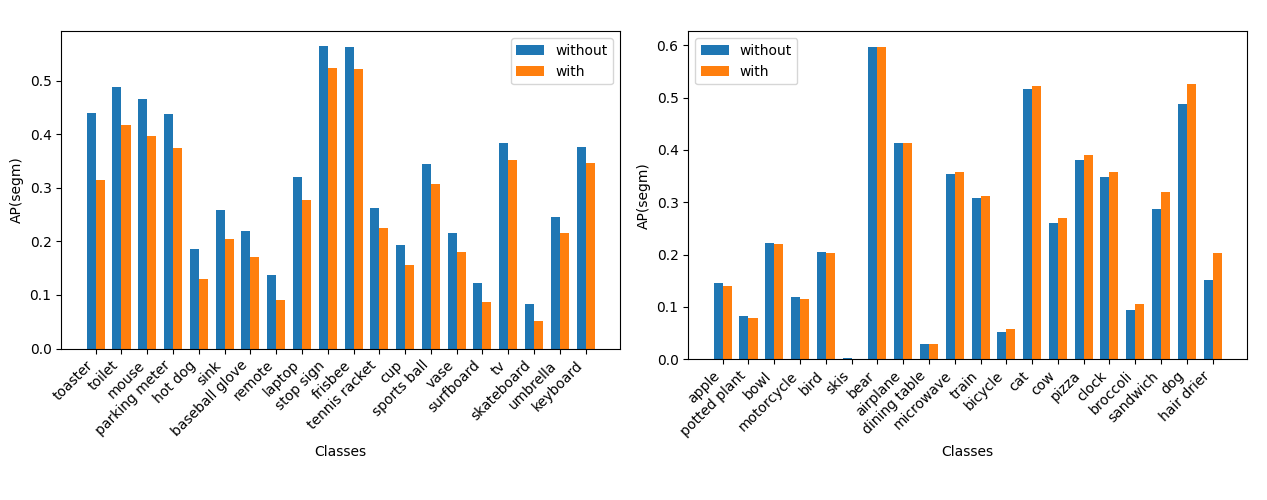 without
with
AP(segm)
0.5
0.4
0.3
0.2
0.1
0.0
toaster
toilet
mouse
parking meter
hot dog
sink
baseball glove
remote
laptop
stop sign
frisbee
tennis racket
cup
sports ball
vase
surfboard
tv
skateboard
umbrella
keyboard
Classes
without
with
AP(segm)
0.6
0.5
0.4
0.3
0.2
0.1
0.0
apple
potted plant
bowl
motorcycle
bird
skis
bear
airplane
dining table
microwave
train
bicycle
cat
cow
pizza
clock
broccoli
sandwich
dog
hair drier
Classes